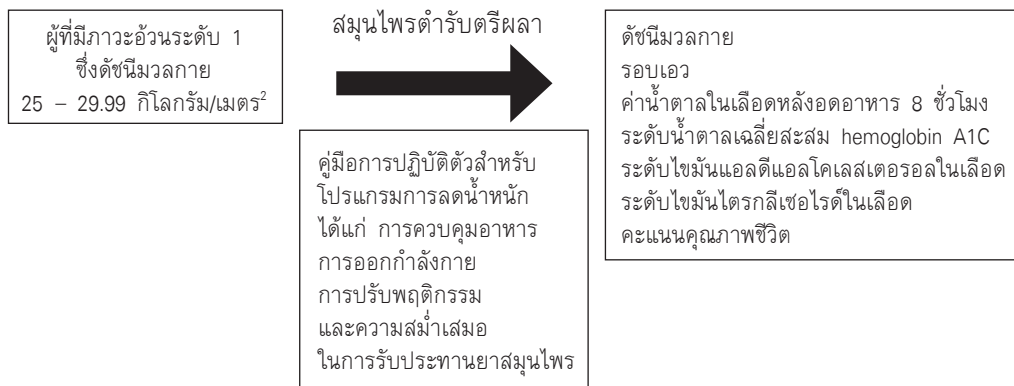 ผู้ที่มีภาวะอ้วนระดับ 1
ซึ่งดัชนีมวลกาย
25 – 29.99 กิโลกรัม/เมตร²
สมุนไพรตำรับตรีผลา
คู่มือการปฏิบัติตัวสำหรับ
โปรแกรมการลดน้ำหนัก
ได้แก่ การควบคุมอาหาร
การออกกำลังกาย
การปรับพฤติกรรม
และความสม่ำเสมอ
ในการรับประทานยาสมุนไพร
ดัชนีมวลกาย
รอบเอว
ค่าน้ำตาลในเลือดหลังอดอาหาร 8 ชั่วโมง
ระดับน้ำตาลเฉลี่ยสะสม hemoglobin A1C
ระดับไขมันแอลดีแอลโคเลสเตอรอลในเลือด
ระดับไขมันไตรกลีเซอไรด์ในเลือด
คะแนนคุณภาพชีวิต